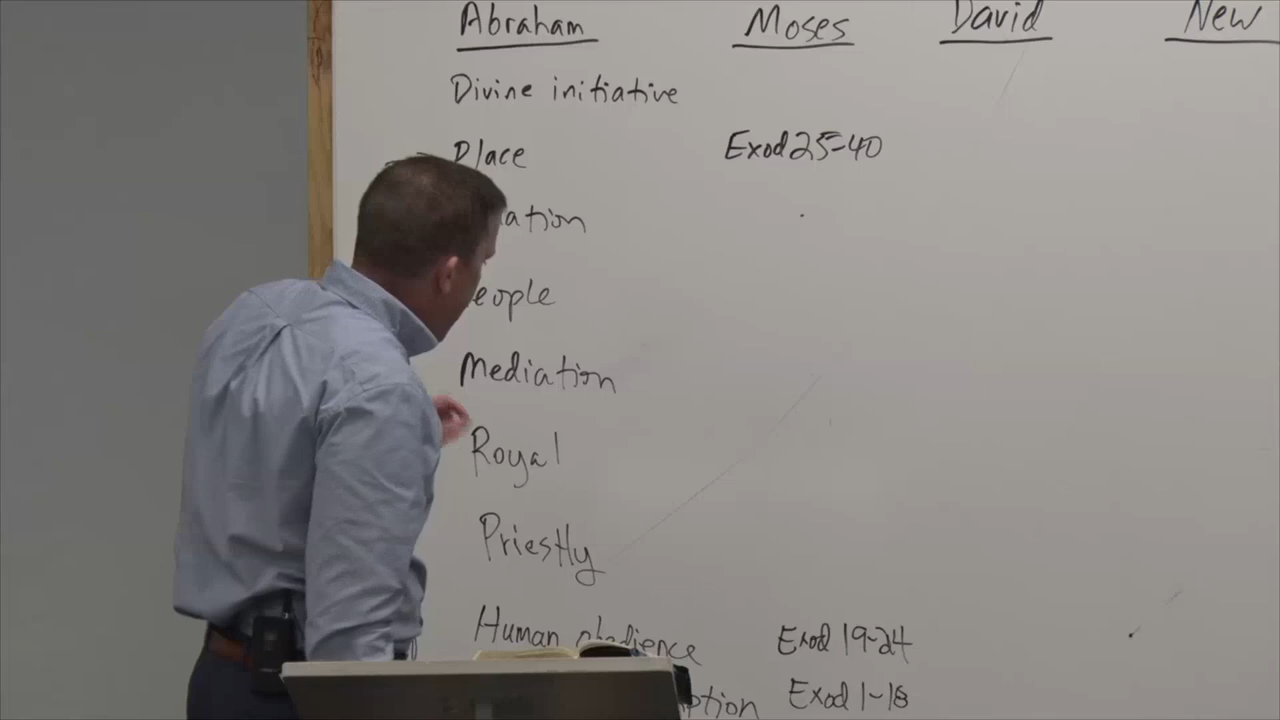 Abraham Moses David New
Divine initiative
Place Exod 25-40
ation
eople
Mediation
Royal
Priestly
Human obedience Exod 19-24
ption Exod 1-18